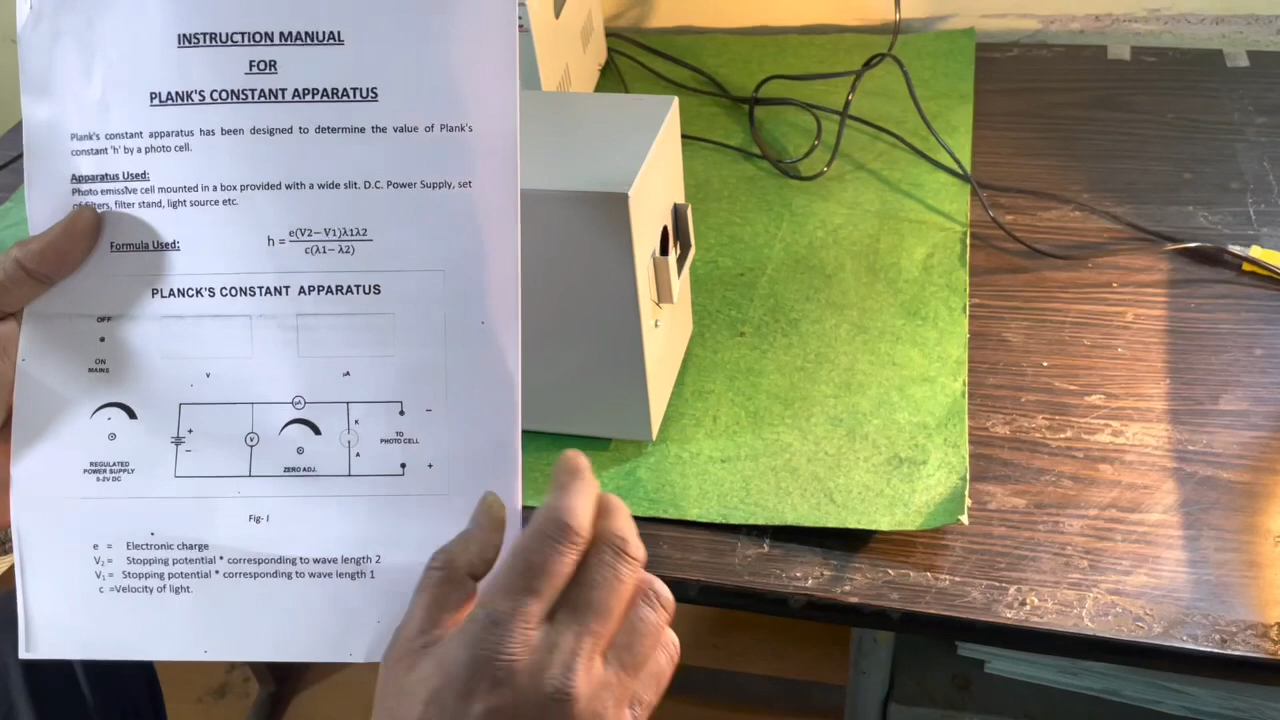 INSTRUCTION MANUAL
FOR
PLANK'S CONSTANT APPARATUS
Plank's constant apparatus has been designed to determine the value of Plank's
constant 'h' by a photo cell.
Apparatus Used:
Photo emissive cell mounted in a box provided with a wide slit, D.C. Power Supply, set
of filters, filter stand, light source etc.
Formula Used:
h = e(V2−V1)λ1λ2 / c(λ1− λ2)
PLANCK'S CONSTANT APPARATUS
OFF
ON
MAINS
V
μA
μA
+
−
V
K
A
−
TO
PHOTO CELL
+
REGULATED
POWER SUPPLY
0-2V DC
ZERO ADJ.
Fig- I
e = Electronic charge
V₂ = Stopping potential * corresponding to wave length 2
V₁ = Stopping potential * corresponding to wave length 1
c =Velocity of light.